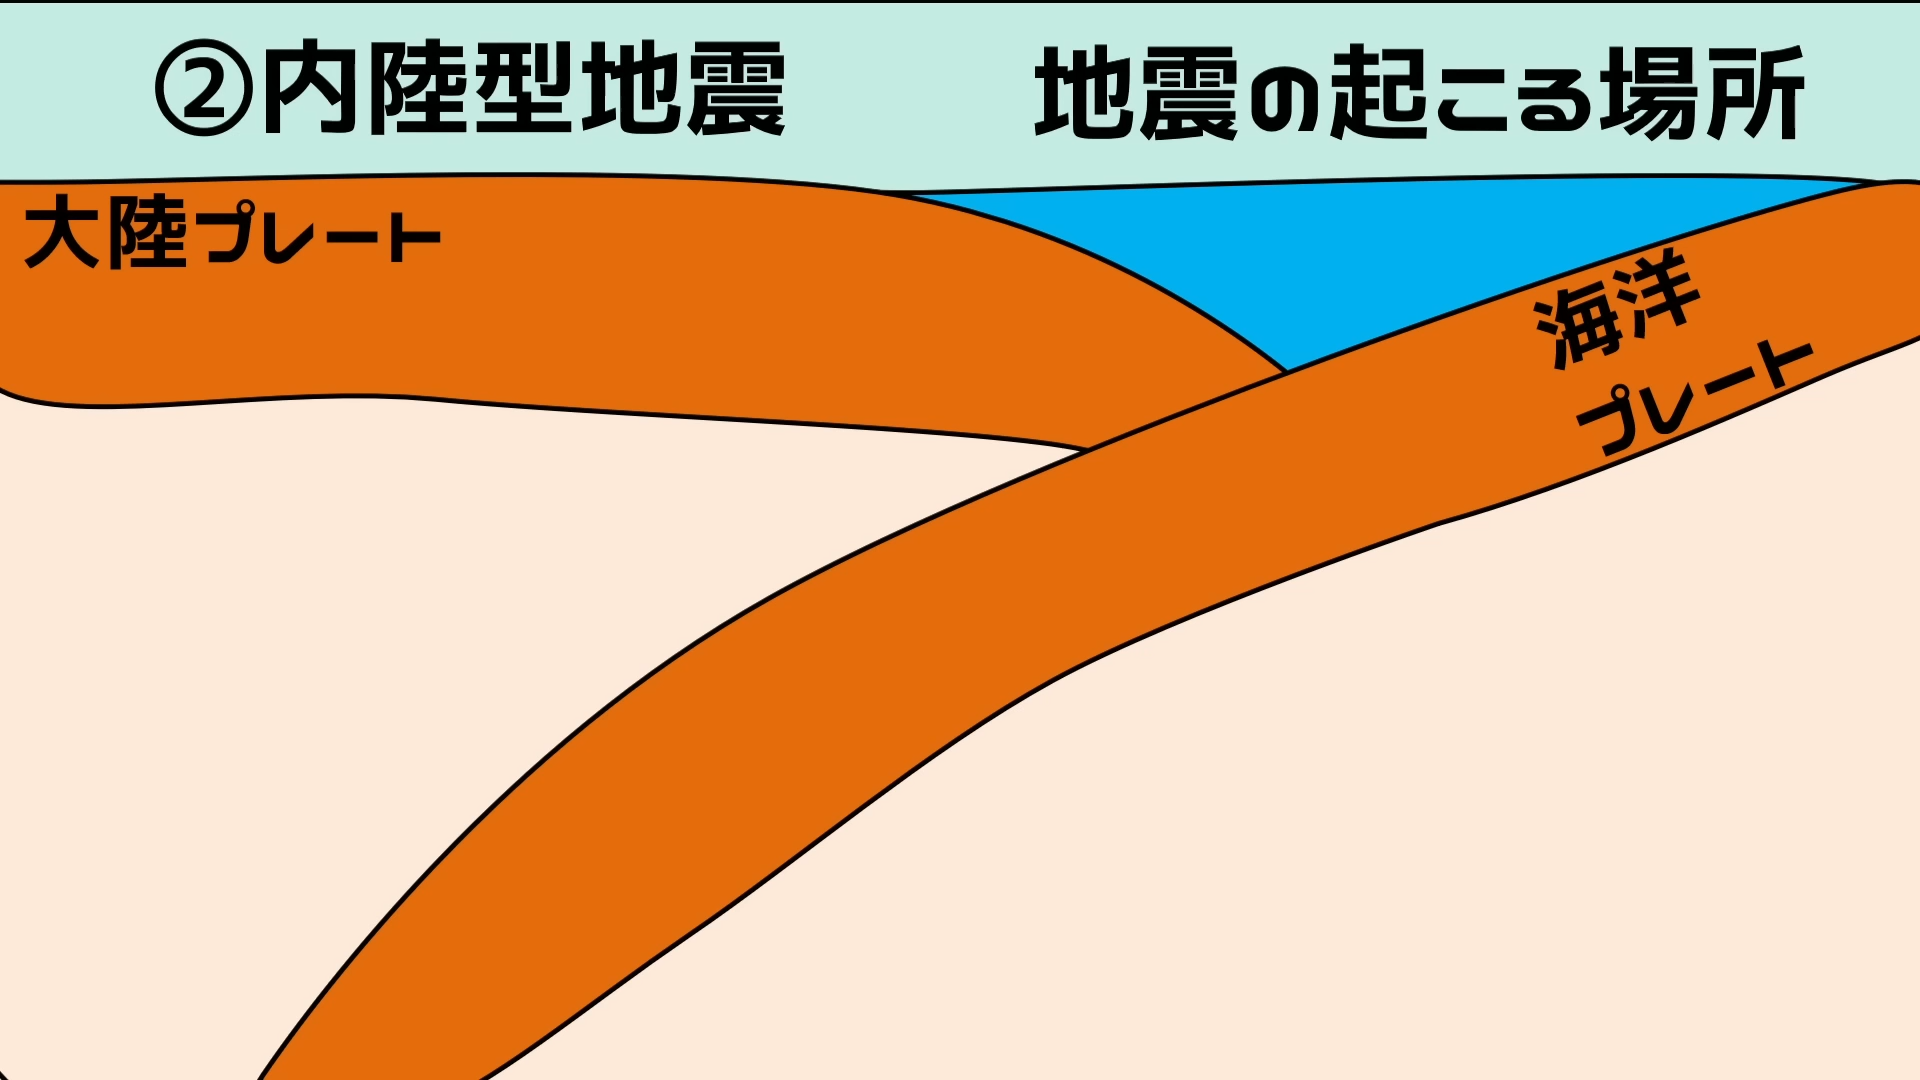 ②内陸型地震
地震の起こる場所
大陸プレート
海洋
プレート